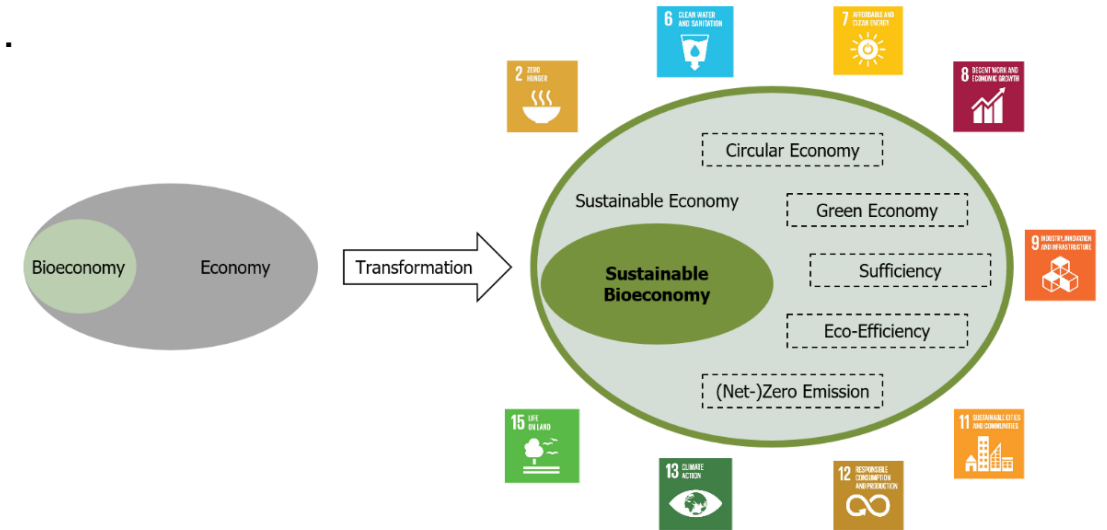 .
6 CLEAN WATER
AND SANITATION
7 AFFORDABLE AND
CLEAN ENERGY
2 ZERO
HUNGER
8 DECENT WORK AND
ECONOMIC GROWTH
Circular Economy
Sustainable Economy
Green Economy
Bioeconomy
Economy
Transformation
Sustainable
Bioeconomy
Sufficiency
9 INDUSTRY, INNOVATION
AND INFRASTRUCTURE
Eco-Efficiency
(Net-)Zero Emission
15 LIFE
ON LAND
13 CLIMATE
ACTION
12 RESPONSIBLE
CONSUMPTION
AND PRODUCTION
11 SUSTAINABLE CITIES
AND COMMUNITIES